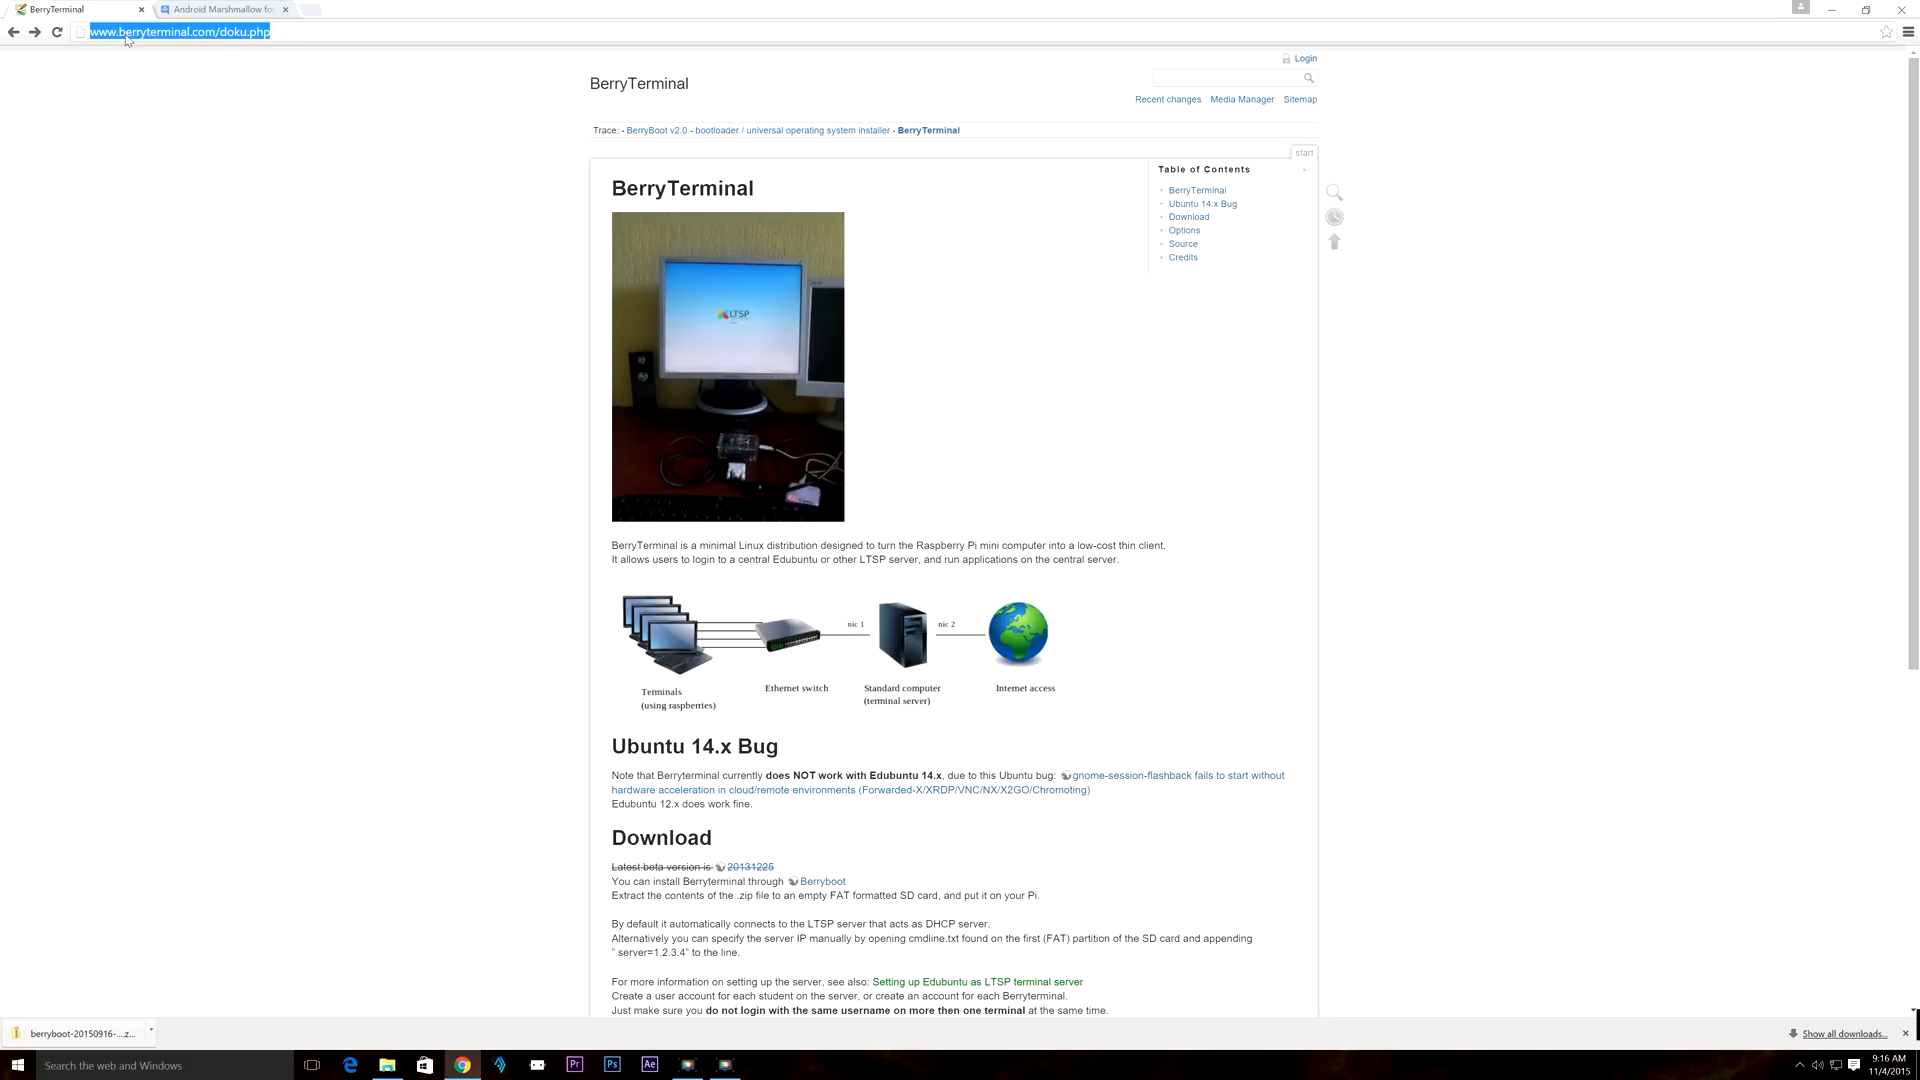 BerryTerminal
Android Marshmallow fo
www.berryterminal.com/doku.php
Login
BerryTerminal
Recent changes Media Manager Sitemap
Trace: - BerryBoot v2.0 - bootloader / universal operating system installer - BerryTerminal
start
Table of Contents
BerryTerminal
Ubuntu 14.x Bug
Download
Options
Source
Credits
BerryTerminal
LTSP
BerryTerminal is a minimal Linux distribution designed to turn the Raspberry Pi mini computer into a low-cost thin client.
It allows users to login to a central Edubuntu or other LTSP server, and run applications on the central server.
nic 1 nic 2
Terminals
(using raspberries)
Ethernet switch
Standard computer
(terminal server)
Internet access
Ubuntu 14.x Bug
Note that Berryterminal currently does NOT work with Edubuntu 14.x, due to this Ubuntu bug: gnome-session-flashback fails to start without
hardware acceleration in cloud/remote environments (Forwarded-X/XRDP/VNC/NX/X2GO/Chromoting)
Edubuntu 12.x does work fine.
Download
Latest beta version is 20131225
You can install Berryterminal through Berryboot
Extract the contents of the .zip file to an empty FAT formatted SD card, and put it on your Pi.
By default it automatically connects to the LTSP server that acts as DHCP server.
Alternatively you can specify the server IP manually by opening cmdline.txt found on the first (FAT) partition of the SD card and appending
" server=1.2.3.4" to the line.
For more information on setting up the server, see also: Setting up Edubuntu as LTSP terminal server
Create a user account for each student on the server, or create an account for each Berryterminal.
Just make sure you do not login with the same username on more then one terminal at the same time.
berryboot-20150916-....z...
Show all downloads...
Search the web and Windows
Pr
Ps
Ae
9:16 AM
11/4/2015